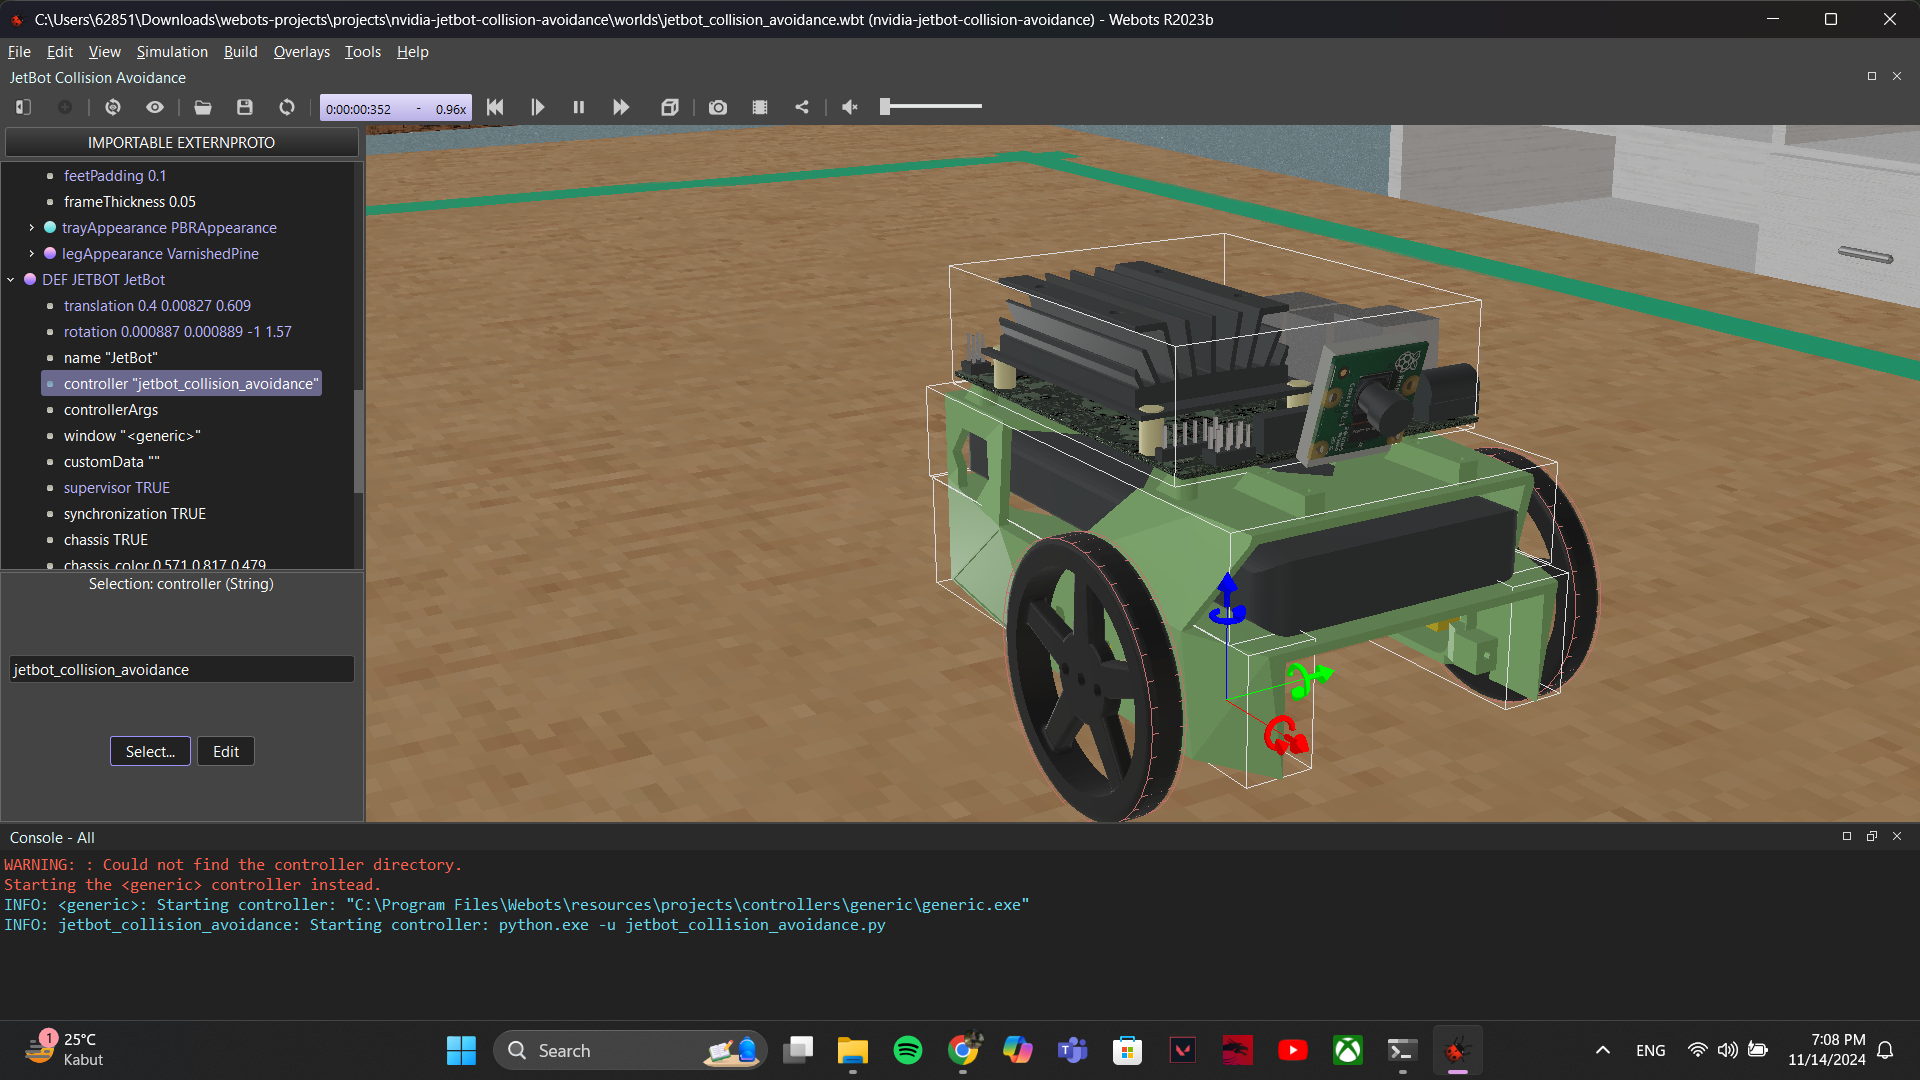 C:\Users\62851\Downloads\webots-projects\projects\nvidia-jetbot-collision-avoidance\worlds\jetbot_collision_avoidance.wbt (nvidia-jetbot-collision-avoidance) - Webots R2023b
File Edit View Simulation Build Overlays Tools Help
JetBot Collision Avoidance
0:00:00:352 - 0.96x
IMPORTABLE EXTERNPROTO
feetPadding 0.1
frameThickness 0.05
trayAppearance PBRAppearance
legAppearance VarnishedPine
DEF JETBOT JetBot
translation 0.4 0.00827 0.609
rotation 0.000887 0.000889 -1 1.57
name "JetBot"
controller "jetbot_collision_avoidance"
controllerArgs
window "<generic>"
customData ""
supervisor TRUE
synchronization TRUE
chassis TRUE
chassis_color 0.571 0.817 0.479
Selection: controller (String)
jetbot_collision_avoidance
Select... Edit
Console - All
WARNING: : Could not find the controller directory.
Starting the <generic> controller instead.
INFO: <generic>: Starting controller: "C:\Program Files\Webots\resources\projects\controllers\generic\generic.exe"
INFO: jetbot_collision_avoidance: Starting controller: python.exe -u jetbot_collision_avoidance.py
1
25°C
Kabut
Search
ENG
7:08 PM
11/14/2024